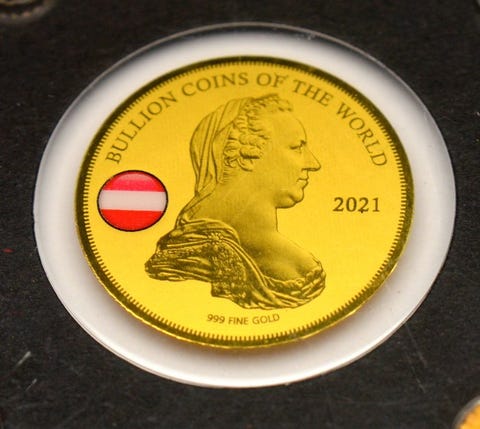 BULLION COINS OF THE WORLD
2021
999 FINE GOLD